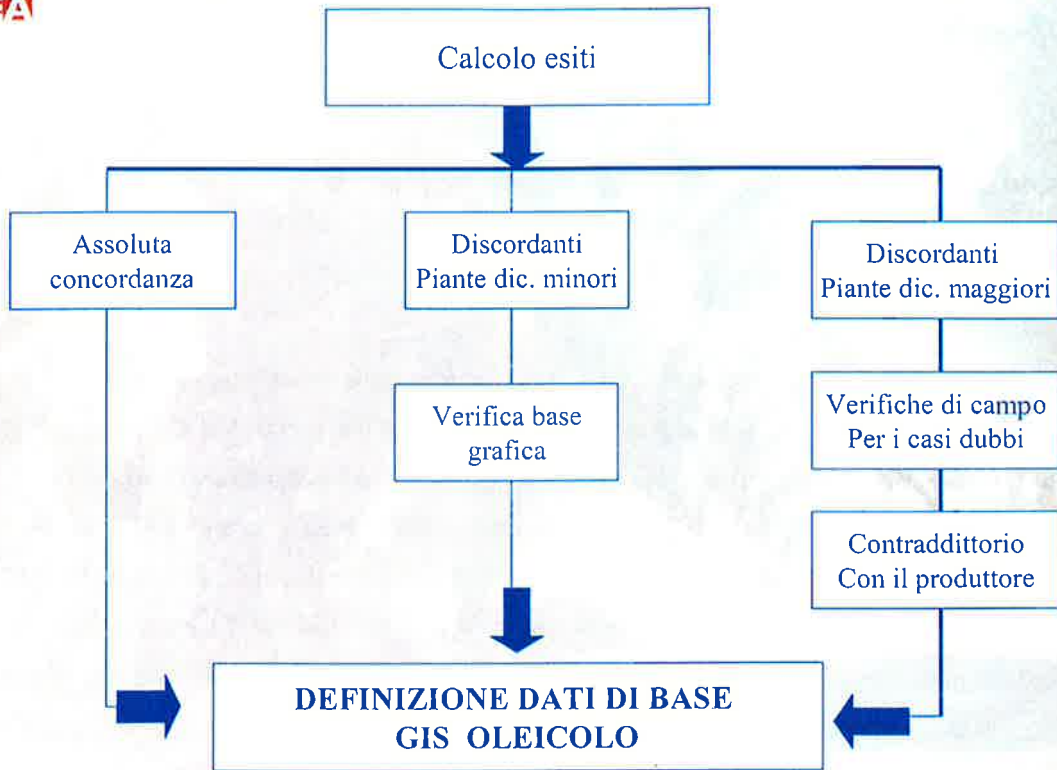 Calcolo esiti
Assoluta
concordanza
Discordanti
Piante dic. minori
Discordanti
Piante dic. maggiori
Verifica base
grafica
Verifiche di campo
Per i casi dubbi
Contraddittorio
Con il produttore
DEFINIZIONE DATI DI BASE
GIS OLEICOLO